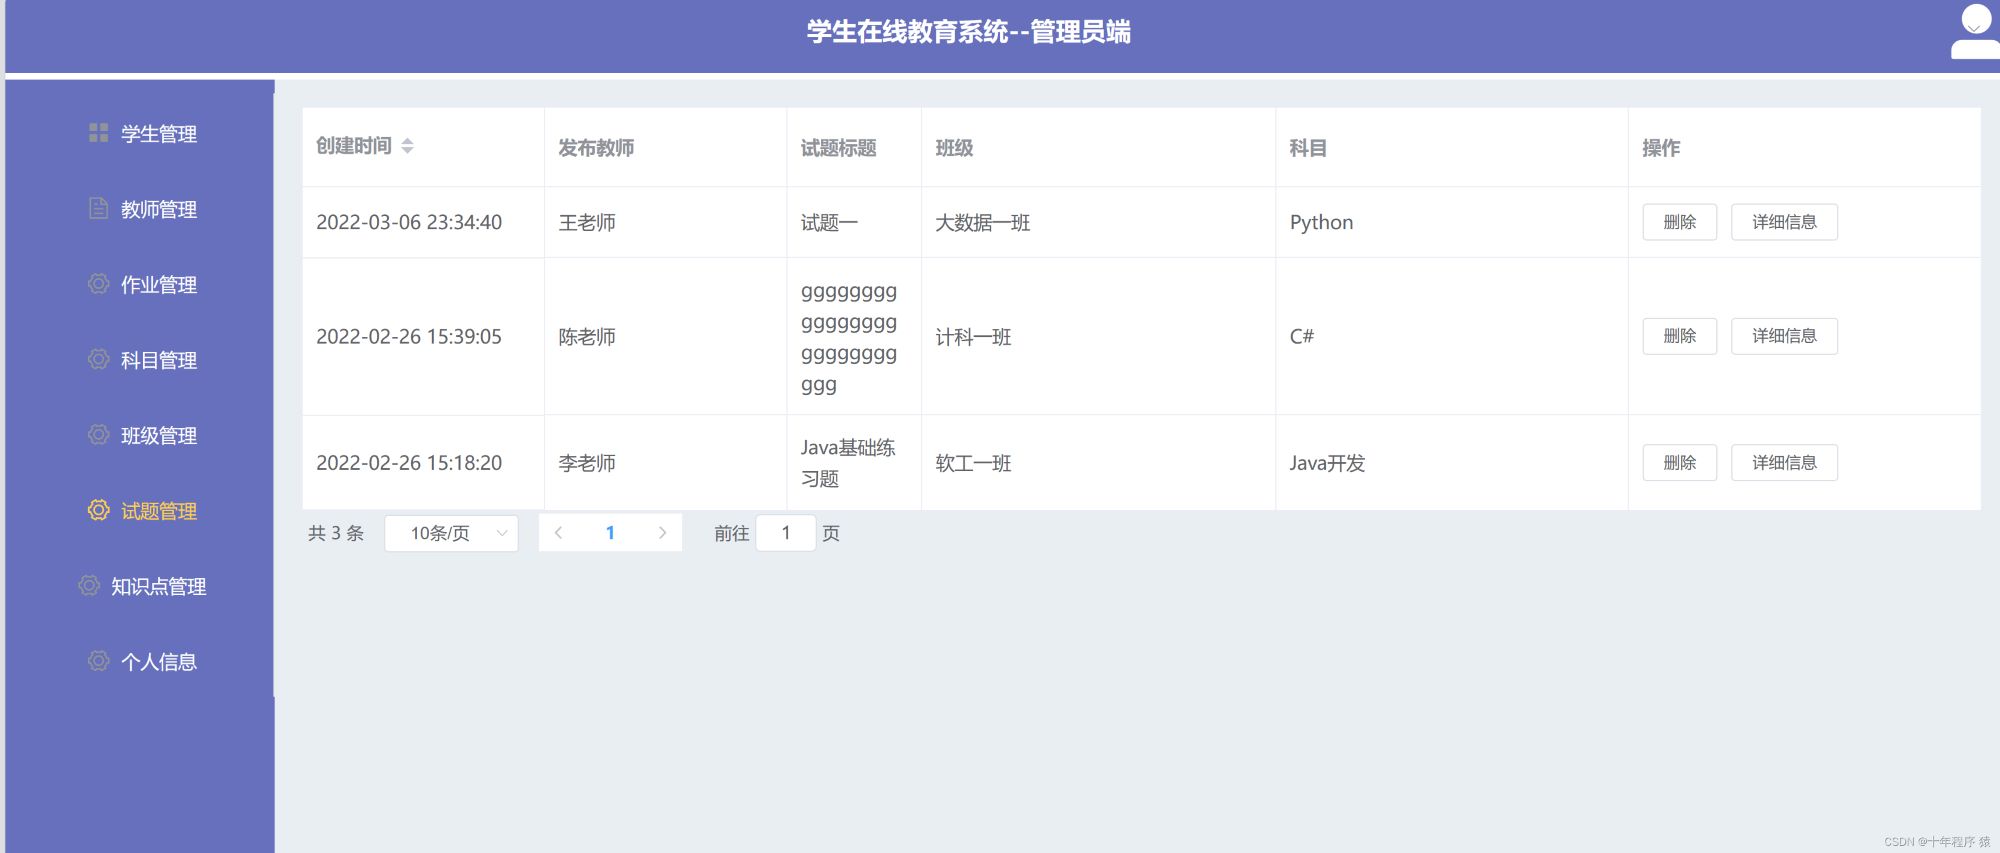 学生在线教育系统--管理员端
学生管理
教师管理
作业管理
科目管理
班级管理
试题管理
知识点管理
个人信息
创建时间 发布教师 试题标题 班级 科目 操作
2022-03-06 23:34:40 王老师 试题一 大数据一班 Python 删除 详细信息
2022-02-26 15:39:05 陈老师 gggggggg 计科一班 C# 删除 详细信息
gggggggg
gggggggg
ggg
2022-02-26 15:18:20 李老师 Java基础练 软工一班 Java开发 删除 详细信息
习题
共 3 条 10条/页 1 前往 1 页
CSDN @十年程序 猿